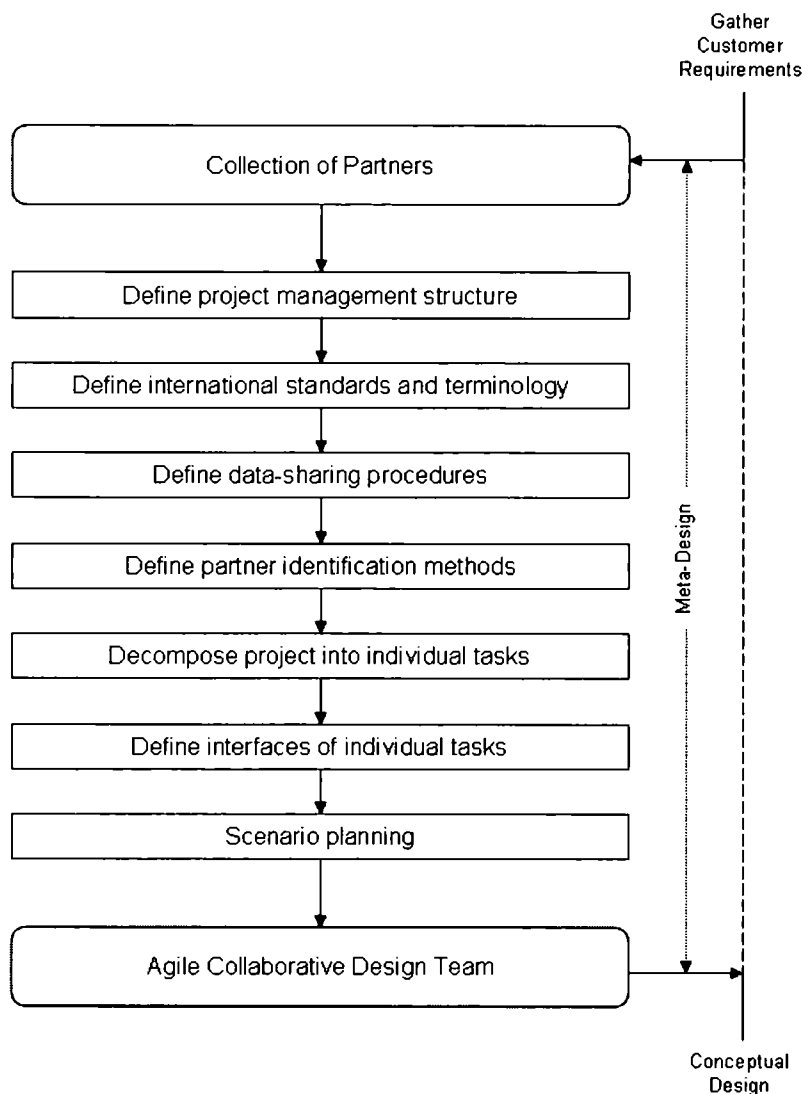 Gather
Customer
Requirements
Collection of Partners
Define project management structure
Define international standards and terminology
Define data-sharing procedures
Define partner identification methods
Decompose project into individual tasks
Define interfaces of individual tasks
Scenario planning
Agile Collaborative Design Team
Meta-Design
Conceptual
Design